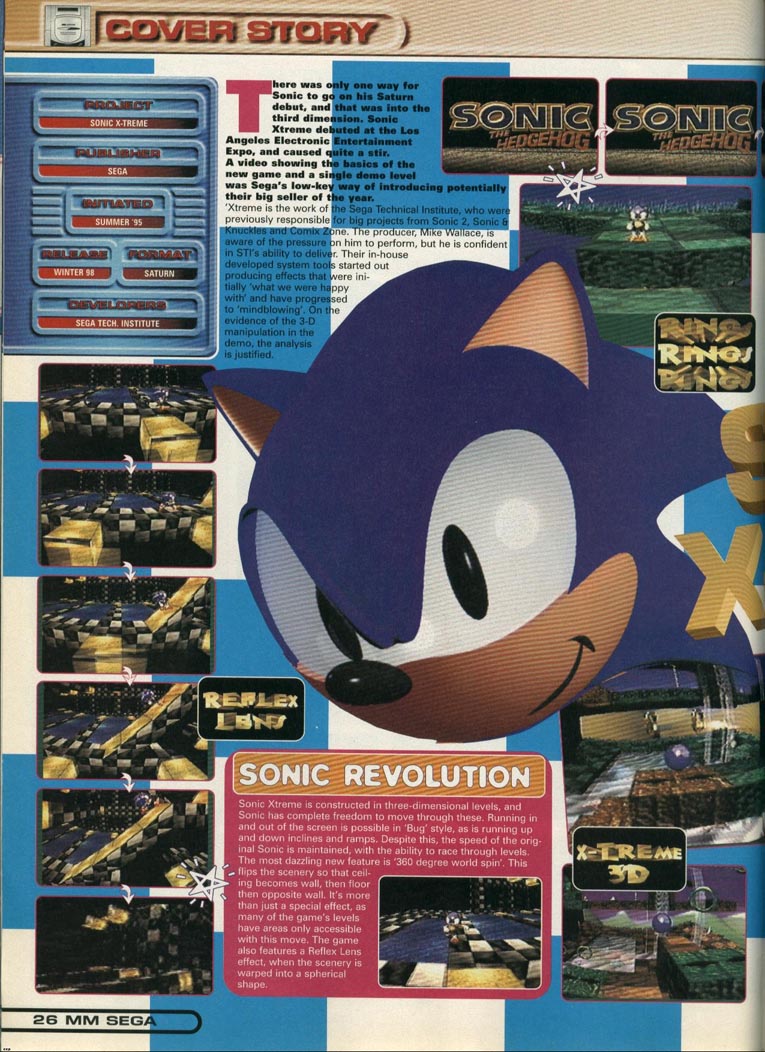 COVER STORY
PROJECT
SONIC X-TREME
PUBLISHER
SEGA
INITIATED
SUMMER '95
RELEASE
WINTER 98
FORMAT
SATURN
DEVELOPERS
SEGA TECH. INSTITUTE
There was only one way for
Sonic to go on his Saturn
debut, and that was into the
third dimension. Sonic
Xtreme debuted at the Los
Angeles Electronic Entertainment
Expo, and caused quite a stir.
A video showing the basics of the
new game and a single demo level
was Sega's low-key way of introducing potentially
their big seller of the year.
'Xtreme is the work of the Sega Technical Institute, who were
previously responsible for big projects from Sonic 2, Sonic &
Knuckles and Comix Zone. The producer, Mike Wallace, is
aware of the pressure on him to perform, but he is confident
in STI's ability to deliver. Their in-house
developed system tools started out
producing effects that were ini-
tially 'what we were happy
with' and have progressed
to 'mindblowing'. On the
evidence of the 3-D
manipulation in the
demo, the analysis
is justified.
SONIC
THE
HEDGEHOG
SONIC
THE
HEDGEHOG
RINGS
RINGS
RINGS
S
X
REFLEX
LENS
SONIC REVOLUTION
Sonic Xtreme is constructed in three-dimensional levels, and
Sonic has complete freedom to move through these. Running in
and out of the screen is possible in 'Bug' style, as is running up
and down inclines and ramps. Despite this, the speed of the orig-
inal Sonic is maintained, with the ability to race through levels.
The most dazzling new feature is '360 degree world spin'. This
flips the scenery so that ceil-
ing becomes wall, then floor
then opposite wall. It's more
than just a special effect, as
many of the game's levels
have areas only accessible
with this move. The game
also features a Reflex Lens
effect, when the scenery is
warped into a spherical
shape.
X-TREME
3D
26 MM SEGA